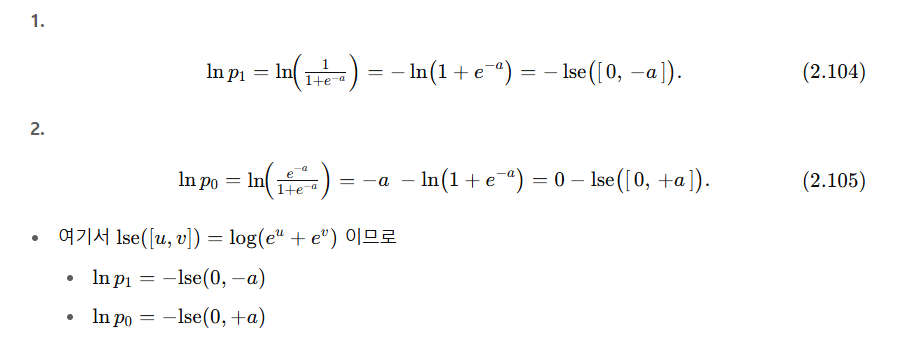 1.
ln p₁ = ln(1/(1+e⁻ᵃ)) = − ln(1 + e⁻ᵃ) = − lse([0, −a]). (2.104)
2.
ln p₀ = ln(e⁻ᵃ/(1+e⁻ᵃ)) = −a − ln(1 + e⁻ᵃ) = 0 − lse([0, +a]). (2.105)
• 여기서 lse([u, v]) = log(eᵘ + eᵛ) 이므로
• ln p₁ = −lse(0, −a)
• ln p₀ = −lse(0, +a)